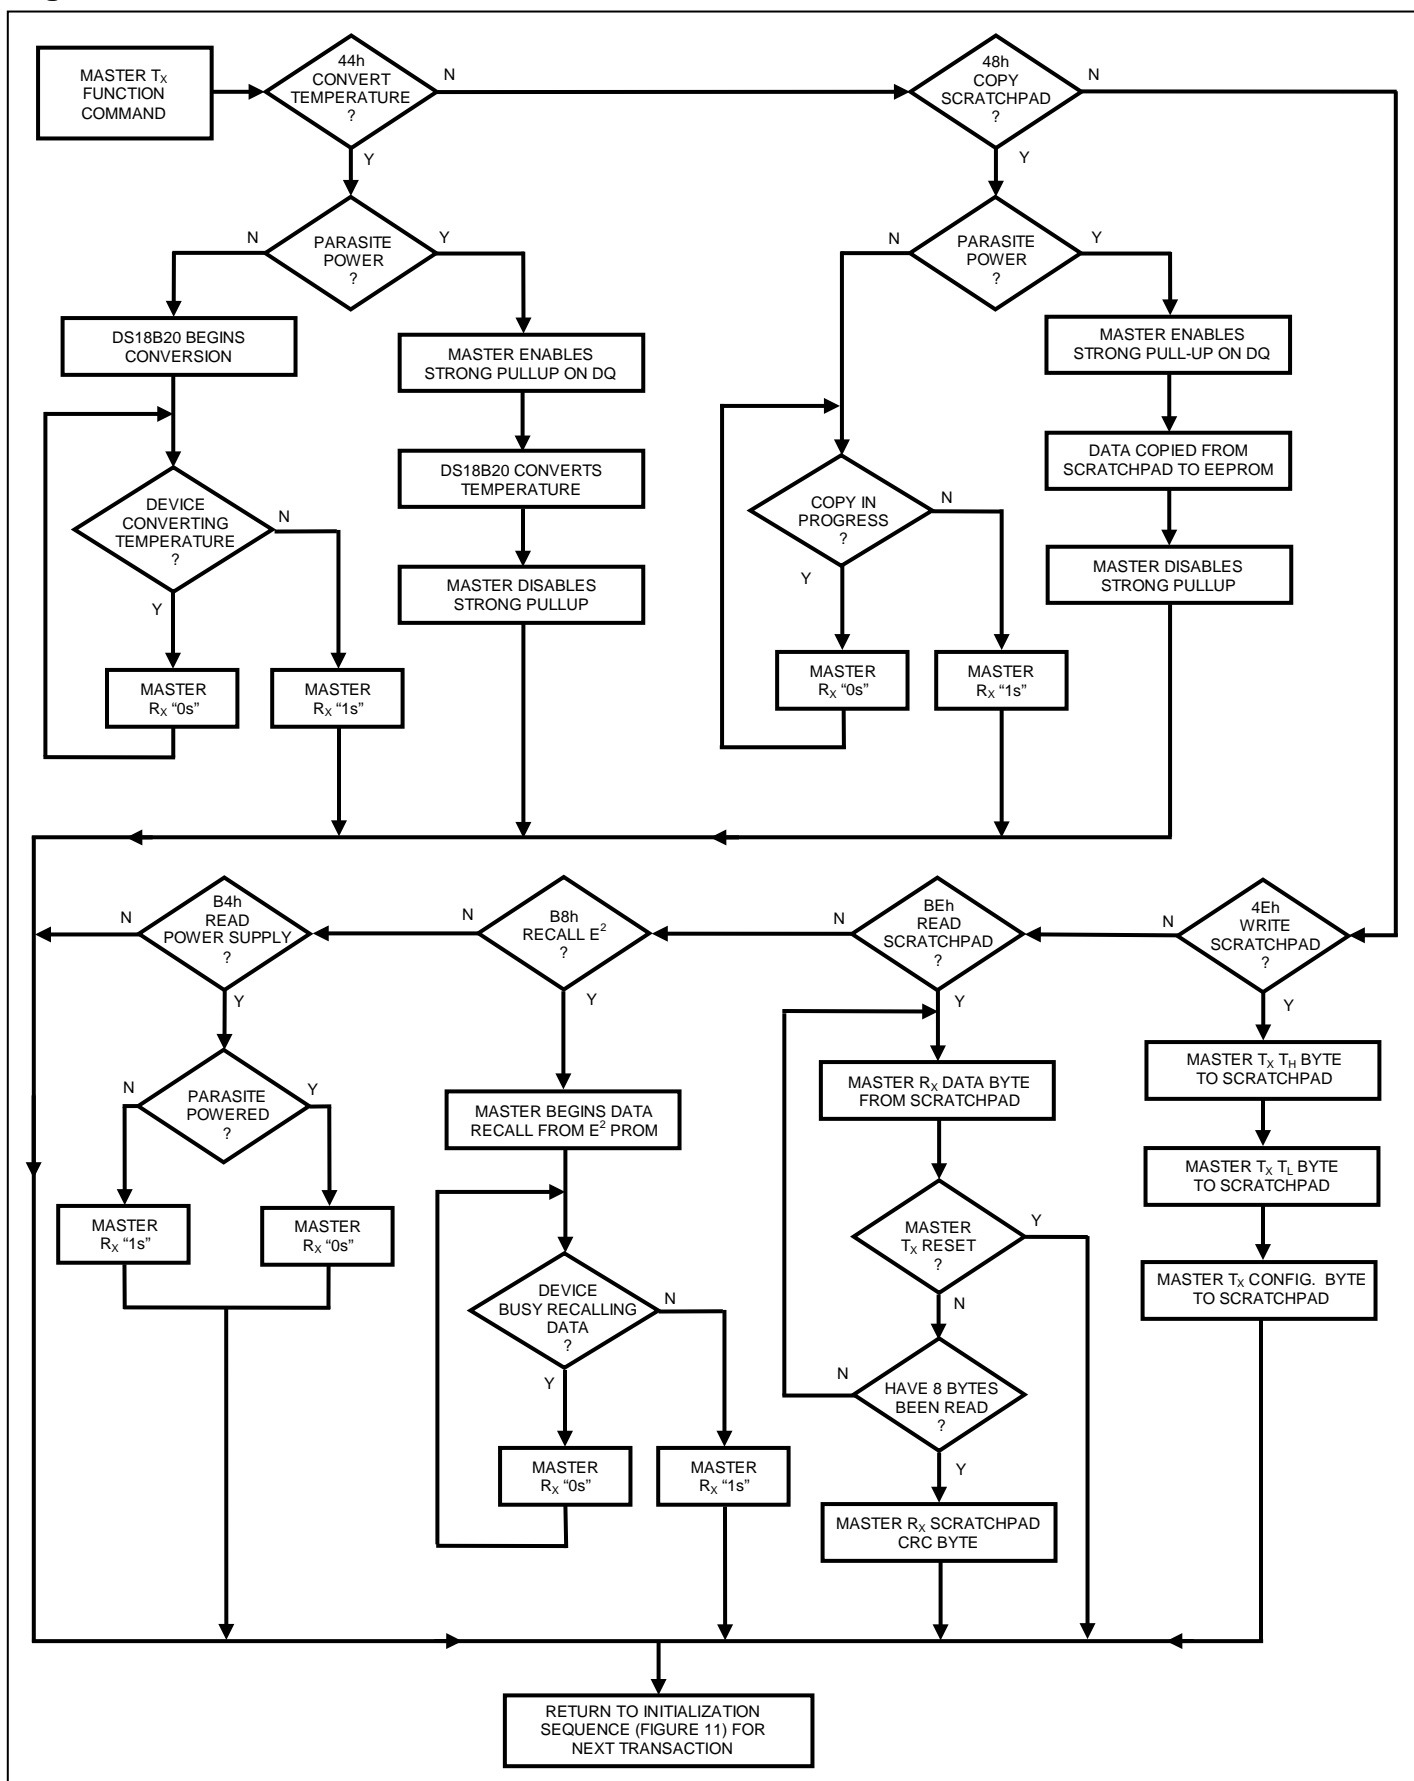 MASTER TX
FUNCTION
COMMAND
44h
CONVERT
TEMPERATURE
?
N
Y
48h
COPY
SCRATCHPAD
?
N
Y
PARASITE
POWER
?
N
Y
DS18B20 BEGINS
CONVERSION
MASTER ENABLES
STRONG PULLUP ON DQ
DEVICE
CONVERTING
TEMPERATURE
?
N
Y
DS18B20 CONVERTS
TEMPERATURE
MASTER DISABLES
STRONG PULLUP
MASTER
RX “0s”
MASTER
RX “1s”
PARASITE
POWER
?
N
Y
MASTER ENABLES
STRONG PULL-UP ON DQ
COPY IN
PROGRESS
?
N
Y
DATA COPIED FROM
SCRATCHPAD TO EEPROM
MASTER DISABLES
STRONG PULLUP
MASTER
RX “0s”
MASTER
RX “1s”
B4h
READ
POWER SUPPLY
?
N
Y
B8h
RECALL E2
?
N
Y
BEh
READ
SCRATCHPAD
?
N
Y
4Eh
WRITE
SCRATCHPAD
?
N
Y
PARASITE
POWERED
?
N
Y
MASTER
RX “1s”
MASTER
RX “0s”
MASTER BEGINS DATA
RECALL FROM E2 PROM
DEVICE
BUSY RECALLING
DATA
?
N
Y
MASTER
RX “0s”
MASTER
RX “1s”
MASTER RX DATA BYTE
FROM SCRATCHPAD
MASTER
TX RESET
?
Y
N
HAVE 8 BYTES
BEEN READ
?
N
Y
MASTER RX SCRATCHPAD
CRC BYTE
MASTER TX TH BYTE
TO SCRATCHPAD
MASTER TX TL BYTE
TO SCRATCHPAD
MASTER TX CONFIG. BYTE
TO SCRATCHPAD
RETURN TO INITIALIZATION
SEQUENCE (FIGURE 11) FOR
NEXT TRANSACTION